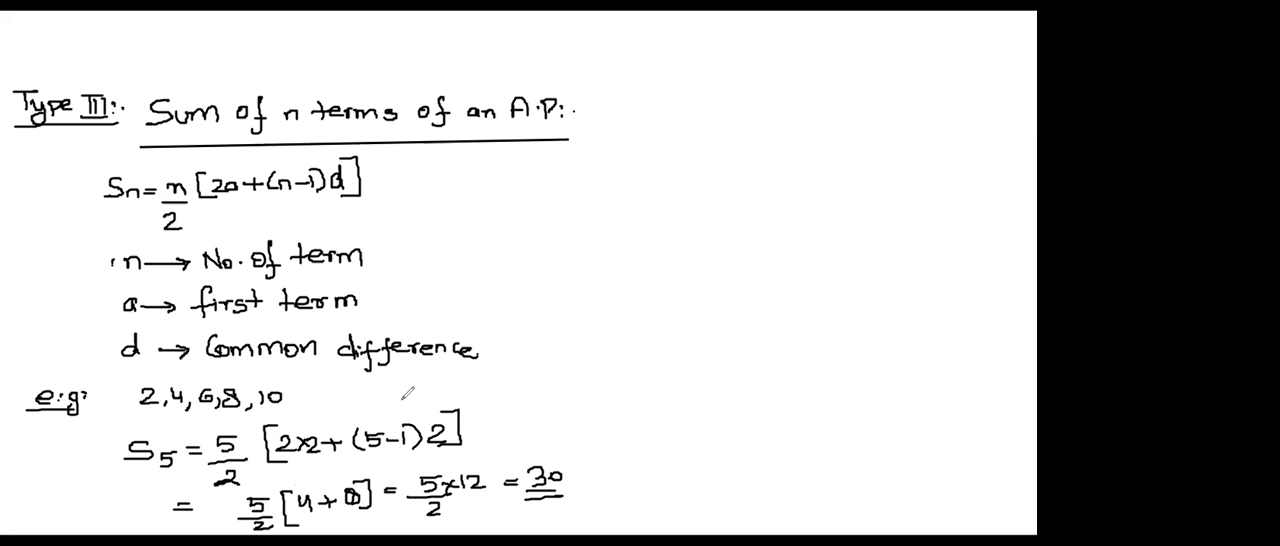 Type III:. Sum of n terms of an A.P:.
Sn = n/2 [2a+(n-1)d]
n → No. of term
a → first term
d → Common difference
e:g: 2,4,6,8,10
S5 = 5/2 [2×2+(5-1)2]
= 5/2 [4+8] = 5×12/2 = 30